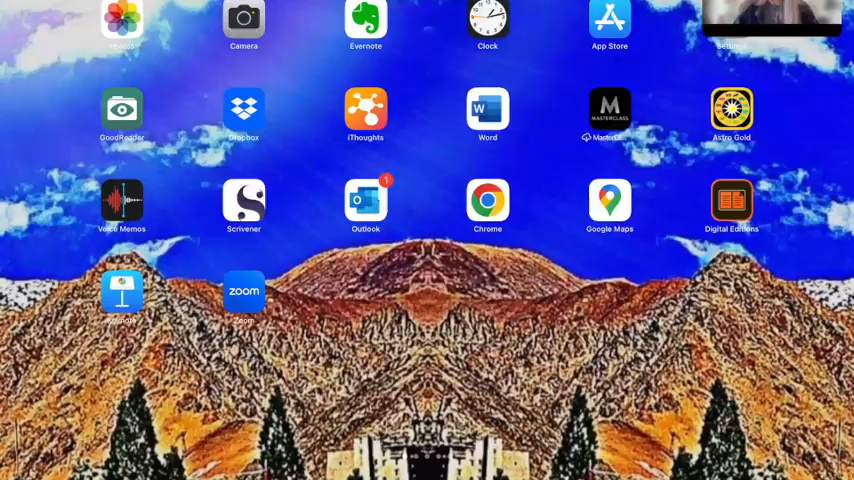 Photos
Camera
Evernote
Clock
App Store
Settings
W
M
MASTERCLASS
GoodReader
Dropbox
iThoughts
Word
MasterCl
Astro Gold
1
O
Voice Memos
Scrivener
Outlook
Chrome
Google Maps
Digital Editions
zoom
Keynote
Zoom